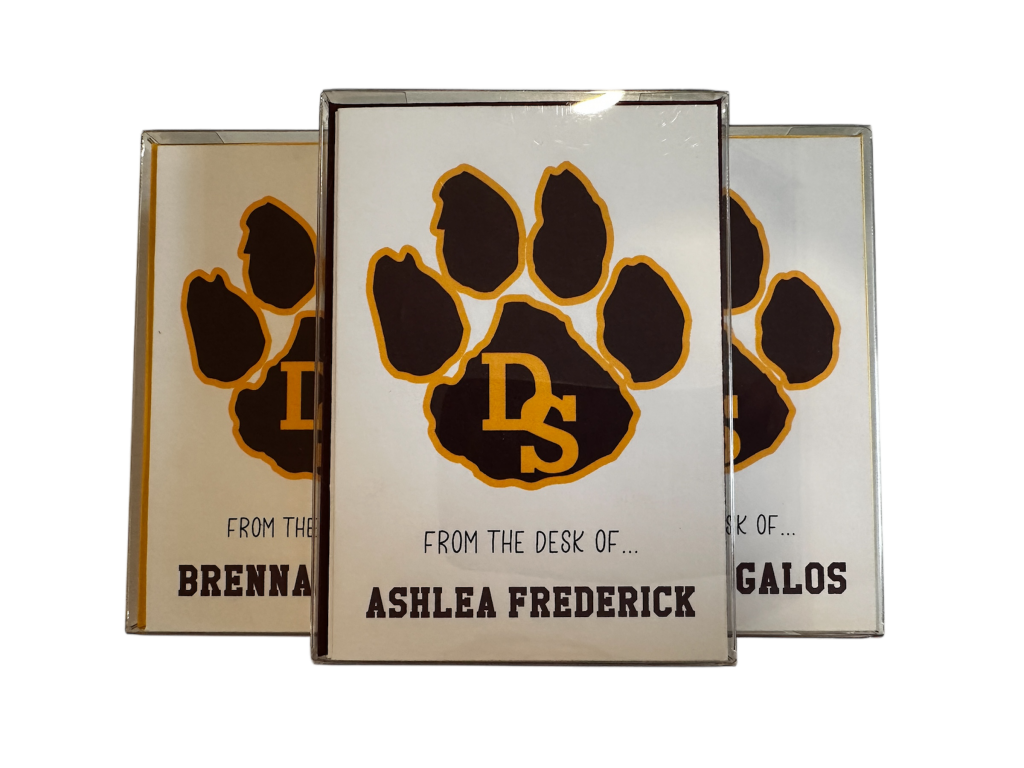 D
DS
S
FROM THE
FROM THE DESK OF...
SK OF...
BRENNA
ASHLEA FREDERICK
GALOS